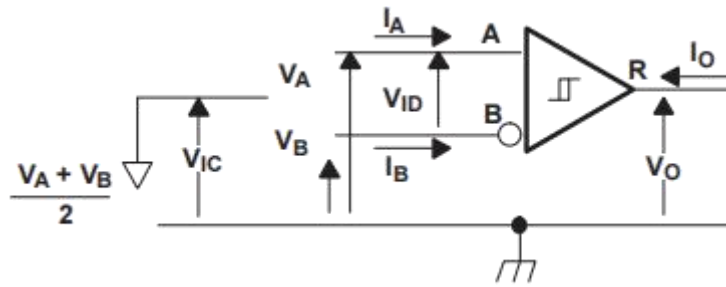 I_A
A
V_A
V_ID
R
I_O
B
V_IC
V_B
I_B
V_O
V_A + V_B
2